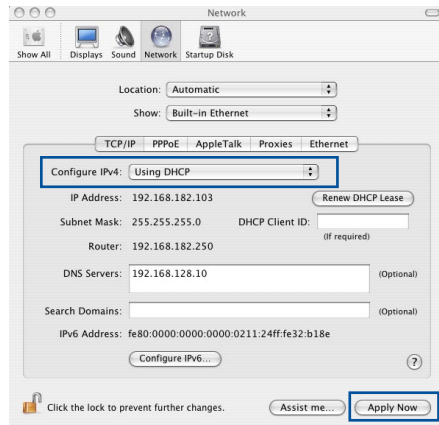 Network
Show All Displays Sound Network Startup Disk
Location: Automatic
Show: Built-in Ethernet
TCP/IP PPPoE AppleTalk Proxies Ethernet
Configure IPv4: Using DHCP
IP Address: 192.168.182.103 Renew DHCP Lease
Subnet Mask: 255.255.255.0 DHCP Client ID:
(If required)
Router: 192.168.182.250
DNS Servers: 192.168.128.10 (Optional)
Search Domains: (Optional)
IPv6 Address: fe80:0000:0000:0000:0211:24ff:fe32:b18e
Configure IPv6... ?
Click the lock to prevent further changes. Assist me... Apply Now